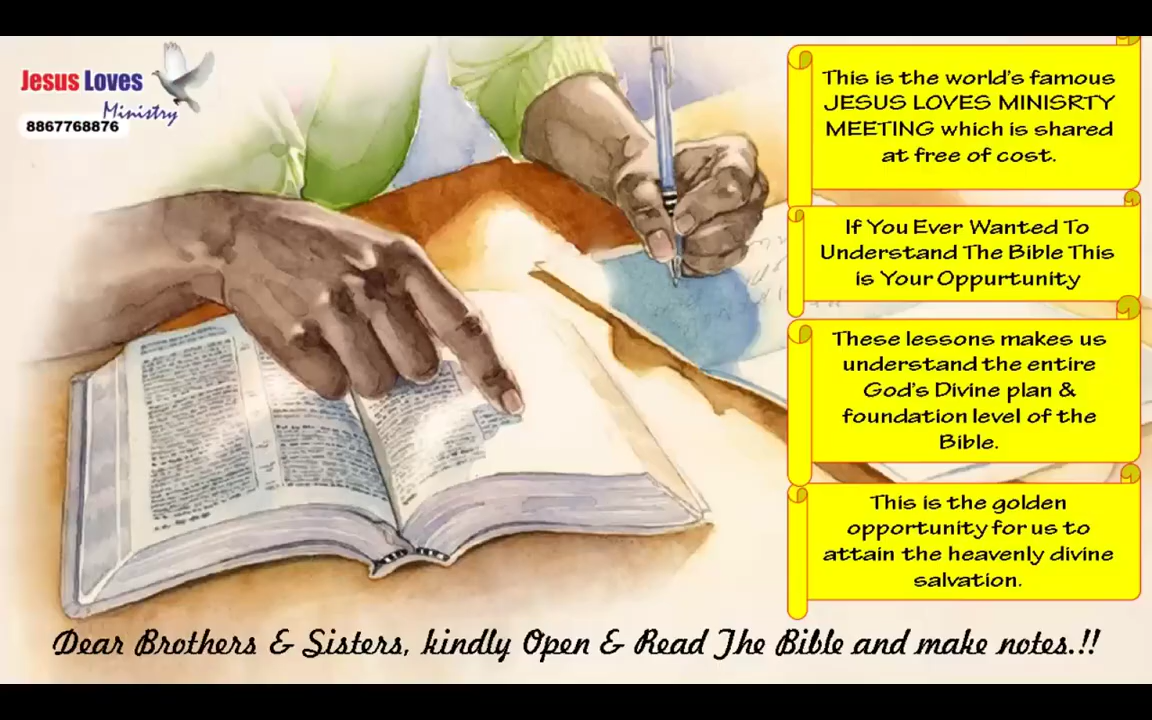 Jesus Loves
Ministry
8867768876
This is the world's famous
JESUS LOVES MINISRTY
MEETING which is shared
at free of cost.
If You Ever Wanted To
Understand The Bible This
is Your Oppurtunity
These lessons makes us
understand the entire
God's Divine plan &
foundation level of the
Bible.
This is the golden
opportunity for us to
attain the heavenly divine
salvation.
Dear Brothers & Sisters, kindly Open & Read The Bible and make notes.!!